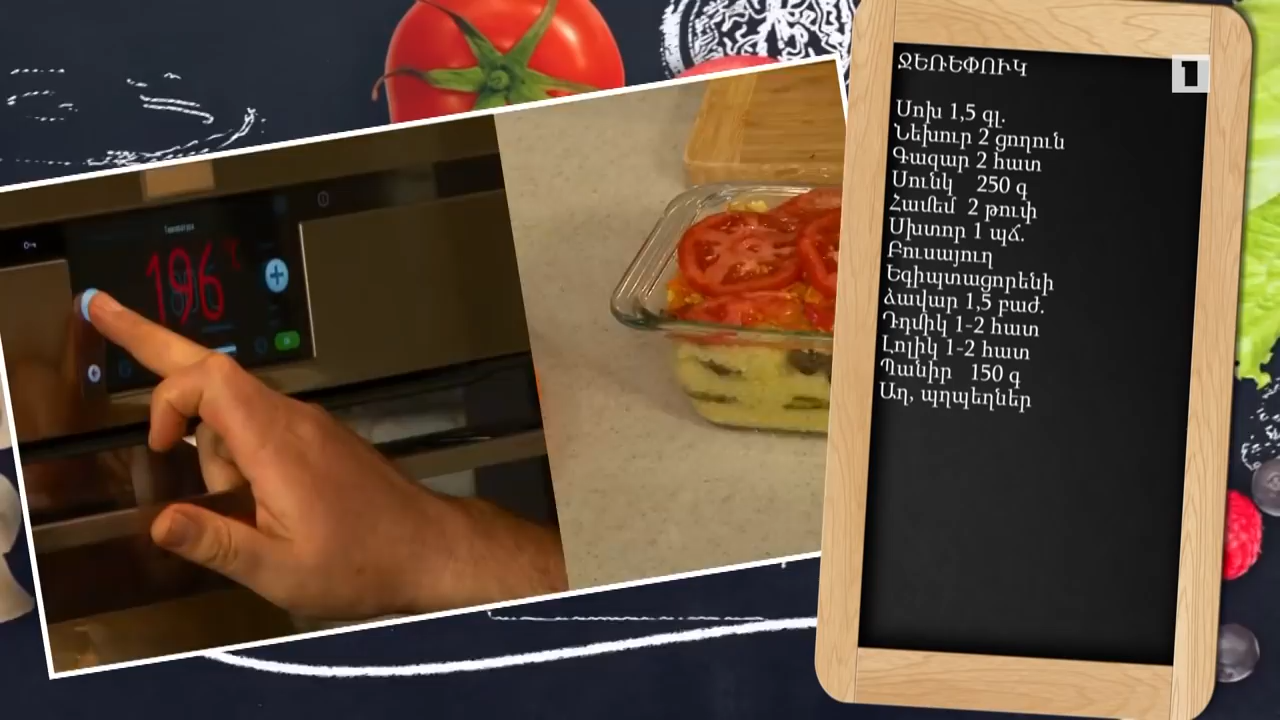 Temperatura
196 °C
1
ՋԵՌԵՓՈՒԿ
Սոխ 1,5 գլ.
Նեխուր 2 ցողուն
Գազար 2 հատ
Սունկ 250 գ
Համեմ 2 թուփ
Սխտոր 1 պճ.
Բուսայուղ
Եգիպտացորենի
ձավար 1,5 բաժ.
Դդմիկ 1-2 հատ
Լոլիկ 1-2 հատ
Պանիր 150 գ
Աղ, պղպեղներ